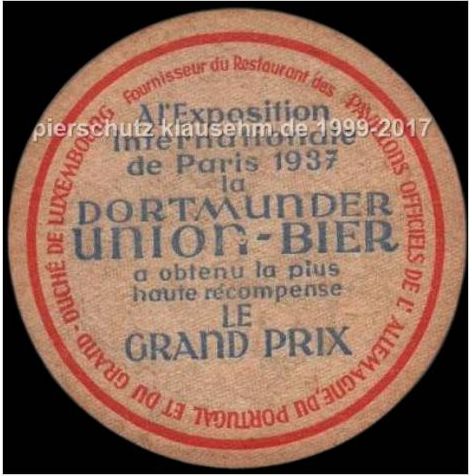 Fournisseur du Restaurant des PAVILLONS OFFICIELS DE L'ALLEMAGNE, DU PORTUGAL ET DU GRAND-DUCHÉ DE LUXEMBOURG
A l'Exposition
pierschutz klausehm.de 1999-2017
Internationale
de Paris 1937
la
DORTMUNDER
UNION-BIER
a obtenu la plus
haute récompense
LE
GRAND PRIX